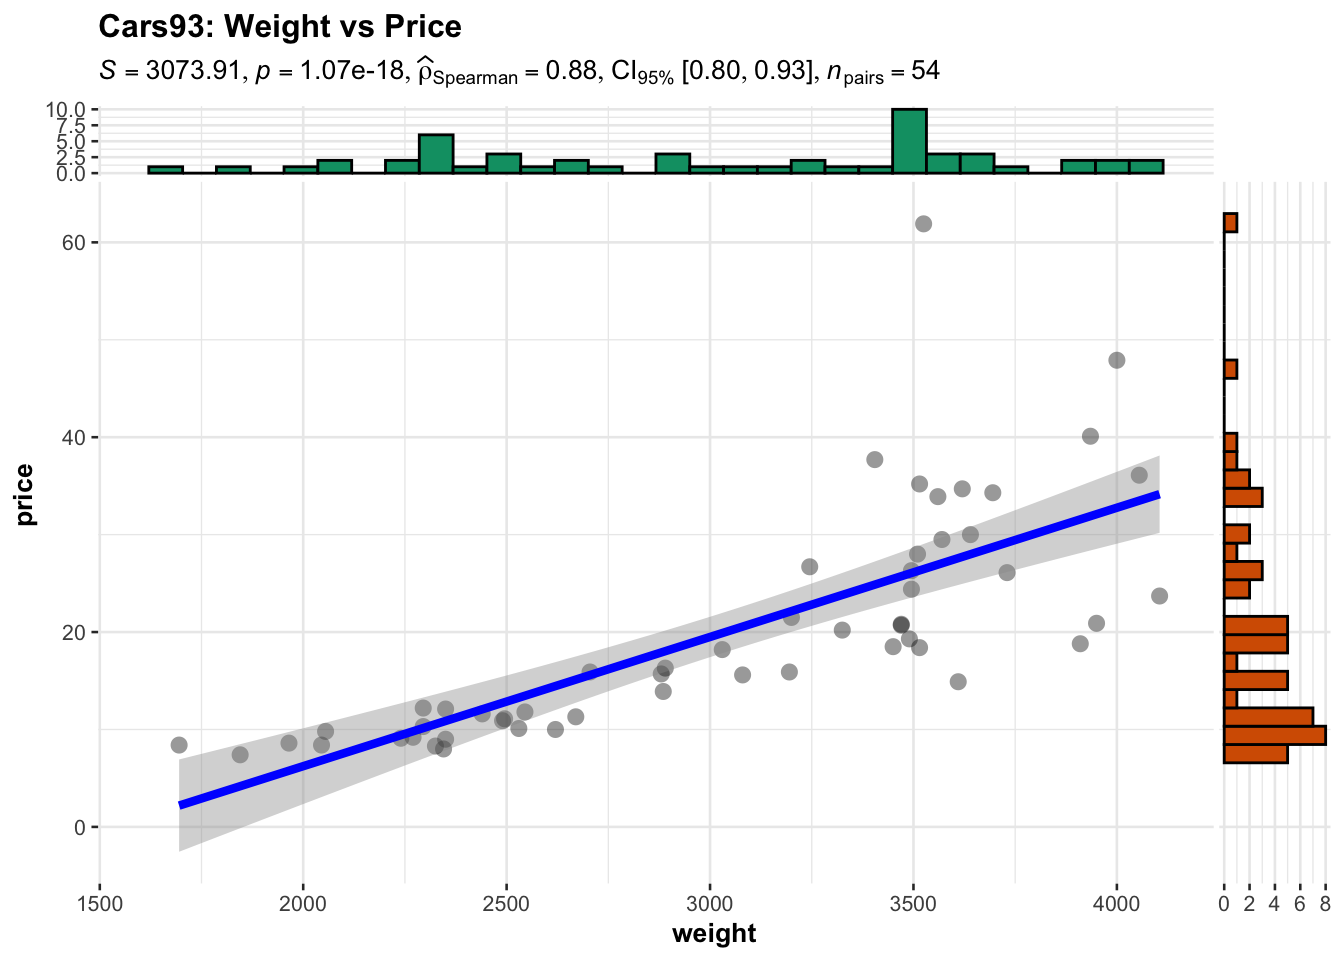 Cars93: Weight vs Price
S = 3073.91, p = 1.07e-18, ρ̂Spearman = 0.88, CI95% [0.80, 0.93], npairs = 54
10.0
7.5
5.0
2.5
0.0
60
40
20
0
price
1500 2000 2500 3000 3500 4000 0 2 4 6 8
weight